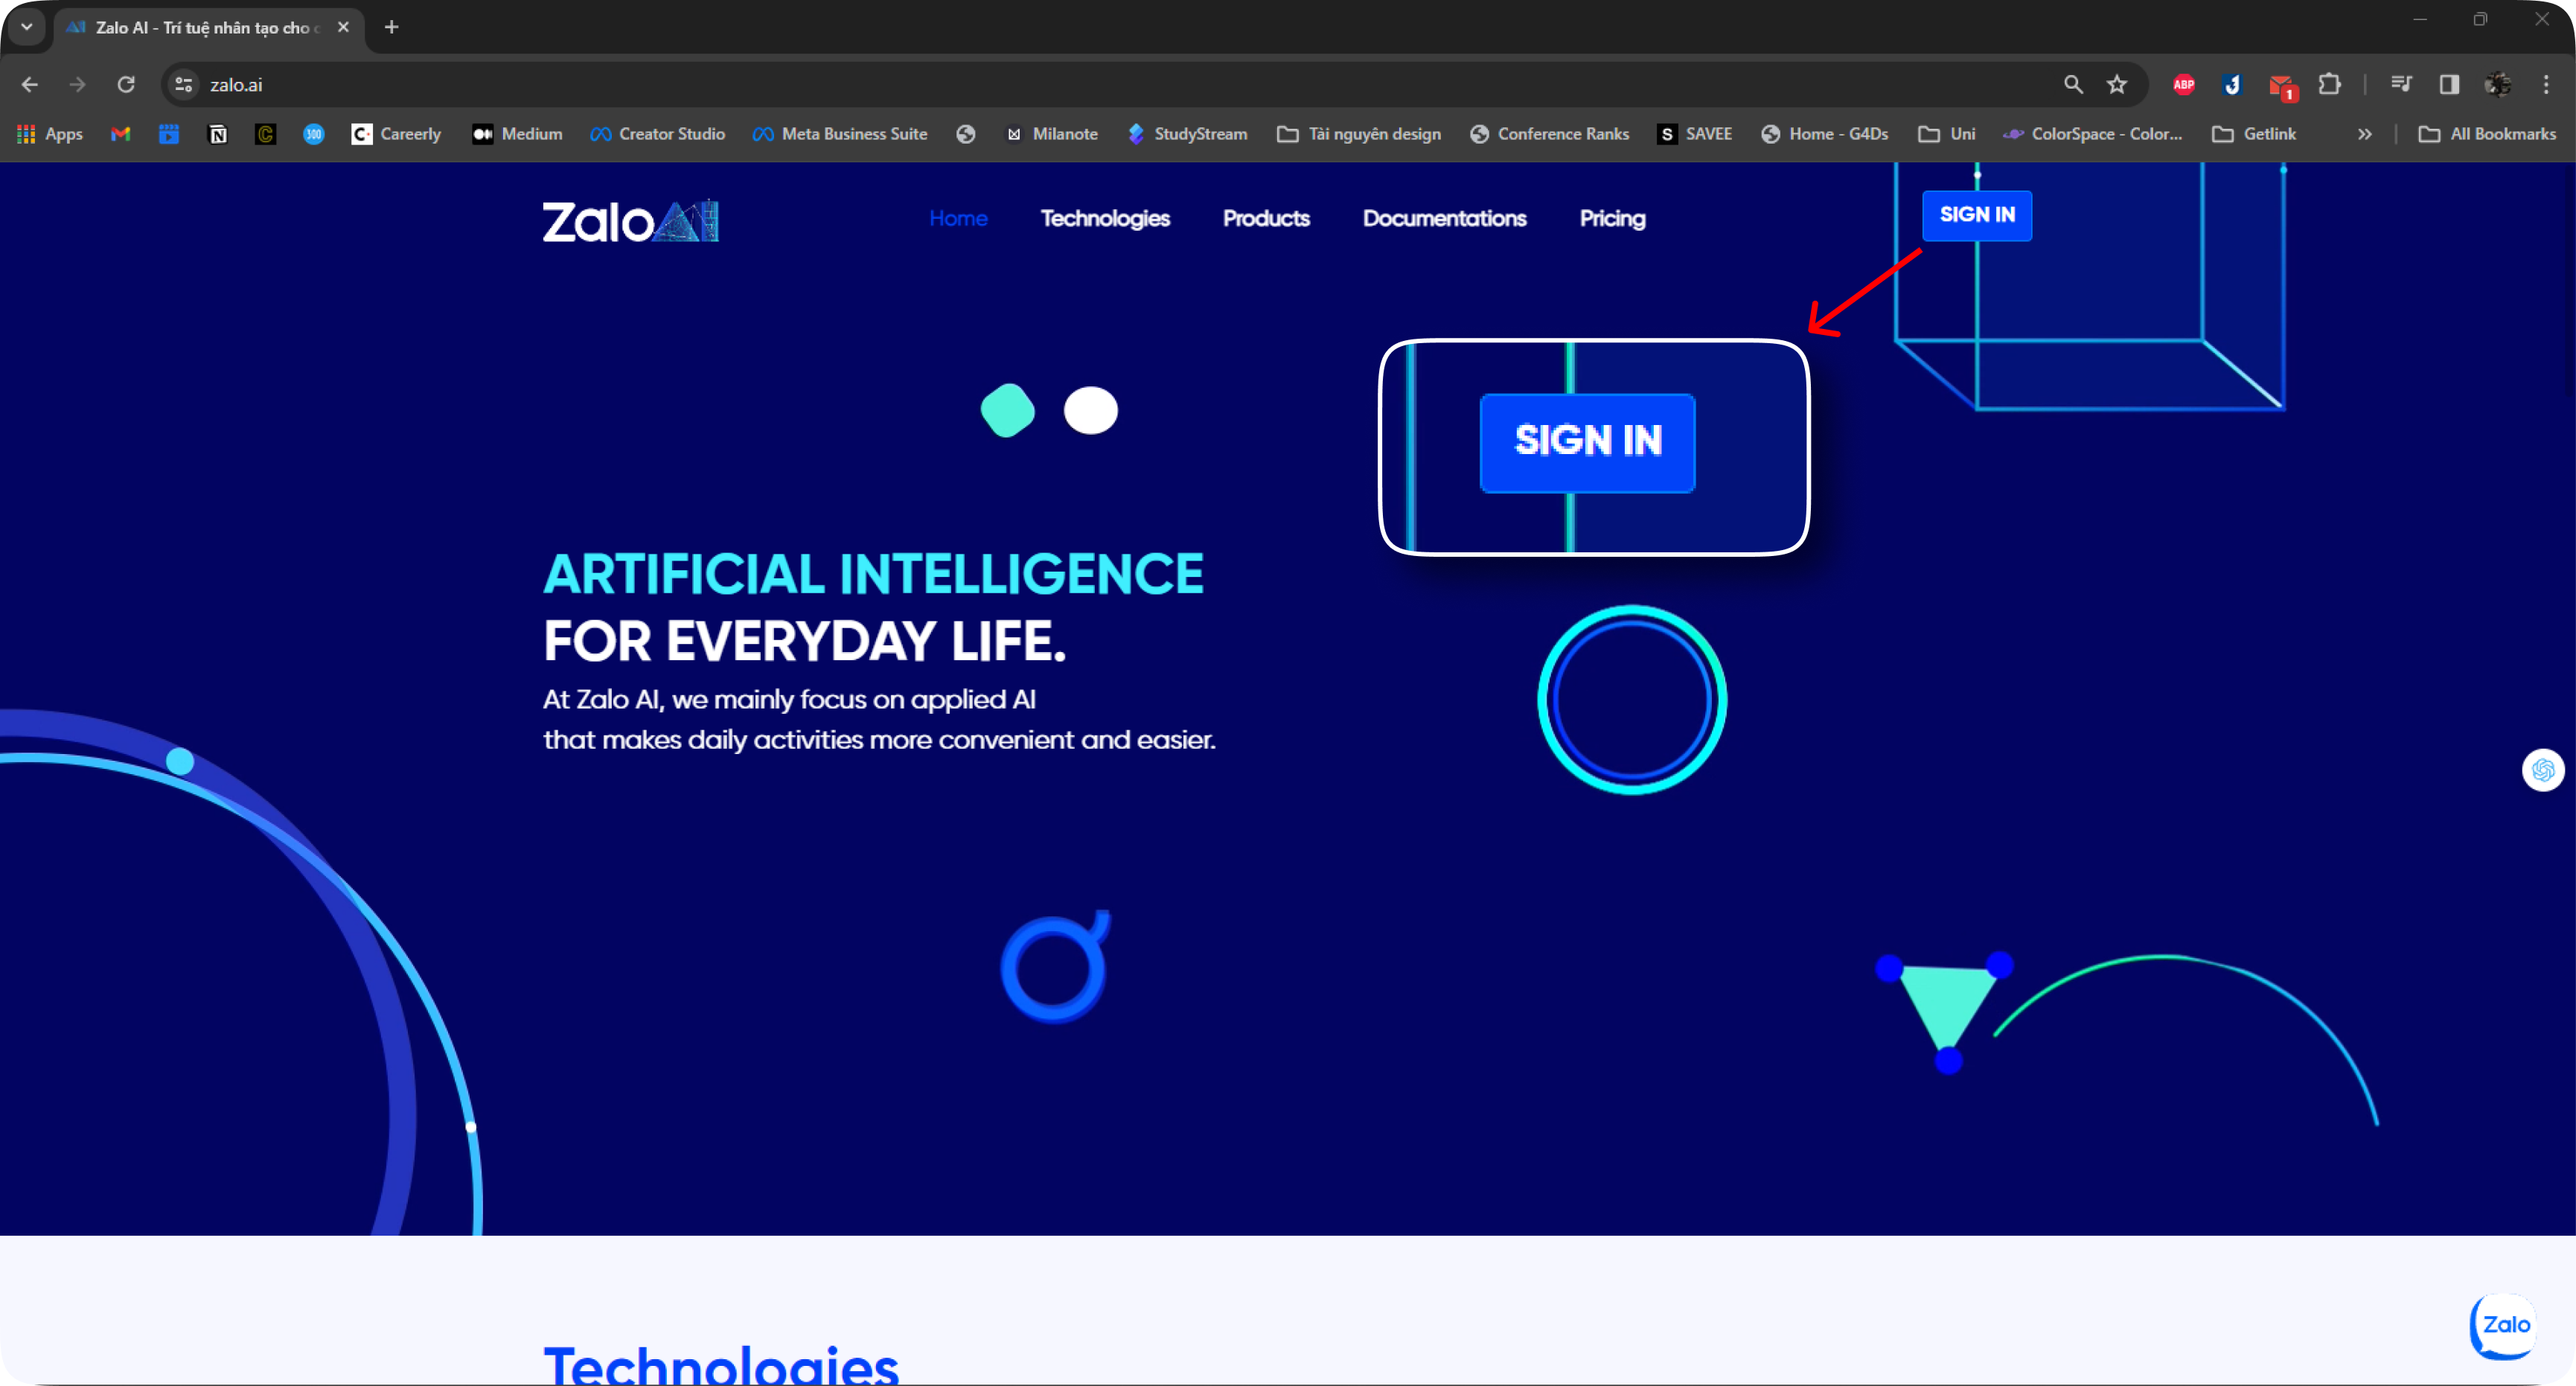 Zalo AI - Trí tuệ nhân tạo cho
zalo.ai
ABP
1
Apps
300
Careerly
Medium
Creator Studio
Meta Business Suite
Milanote
StudyStream
Tài nguyên design
Conference Ranks
S SAVEE
Home - G4Ds
Uni
ColorSpace - Color...
Getlink
All Bookmarks
Zalo AI
Home
Technologies
Products
Documentations
Pricing
SIGN IN
SIGN IN
ARTIFICIAL INTELLIGENCE
FOR EVERYDAY LIFE.
At Zalo AI, we mainly focus on applied AI
that makes daily activities more convenient and easier.
Technologies
Zalo